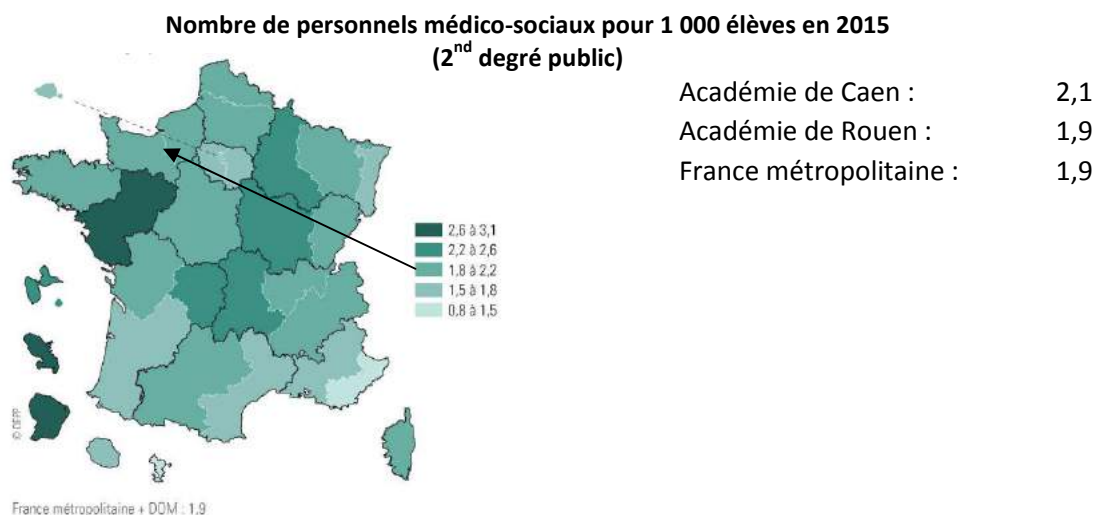 Nombre de personnels médico-sociaux pour 1 000 élèves en 2015
(2nd degré public)
Académie de Caen : 2,1
Académie de Rouen : 1,9
France métropolitaine : 1,9
2,6 à 3,1
2,2 à 2,6
1,8 à 2,2
1,5 à 1,8
0,8 à 1,5
© DEPP
France métropolitaine + DOM : 1,9